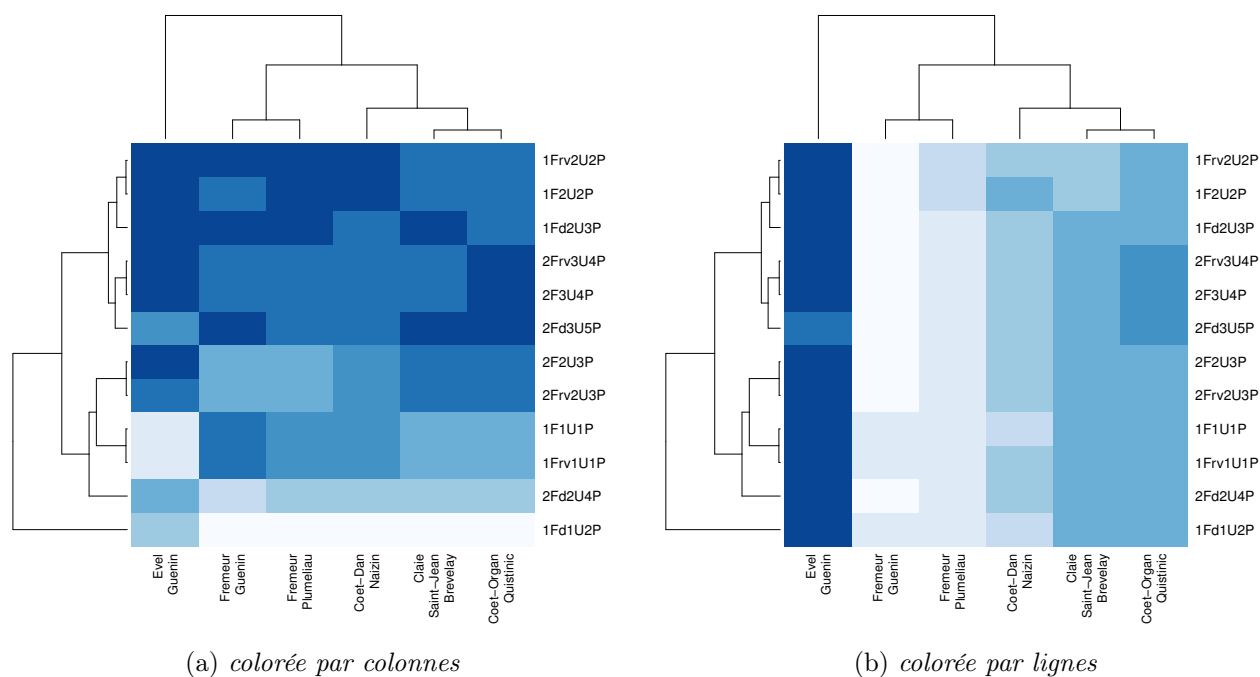 1Frv2U2P
1F2U2P
1Fd2U3P
2Frv3U4P
2F3U4P
2Fd3U5P
2F2U3P
2Frv2U3P
1F1U1P
1Frv1U1P
2Fd2U4P
1Fd1U2P
Evel
Guenin
Fremeur
Guenin
Fremeur
Plumeliau
Coet−Dan
Naizin
Claie
Saint−Jean
Brevelay
Coet−Organ
Quistinic
(a) colorée par colonnes
1Frv2U2P
1F2U2P
1Fd2U3P
2Frv3U4P
2F3U4P
2Fd3U5P
2F2U3P
2Frv2U3P
1F1U1P
1Frv1U1P
2Fd2U4P
1Fd1U2P
Evel
Guenin
Fremeur
Guenin
Fremeur
Plumeliau
Coet−Dan
Naizin
Claie
Saint−Jean
Brevelay
Coet−Organ
Quistinic
(b) colorée par lignes